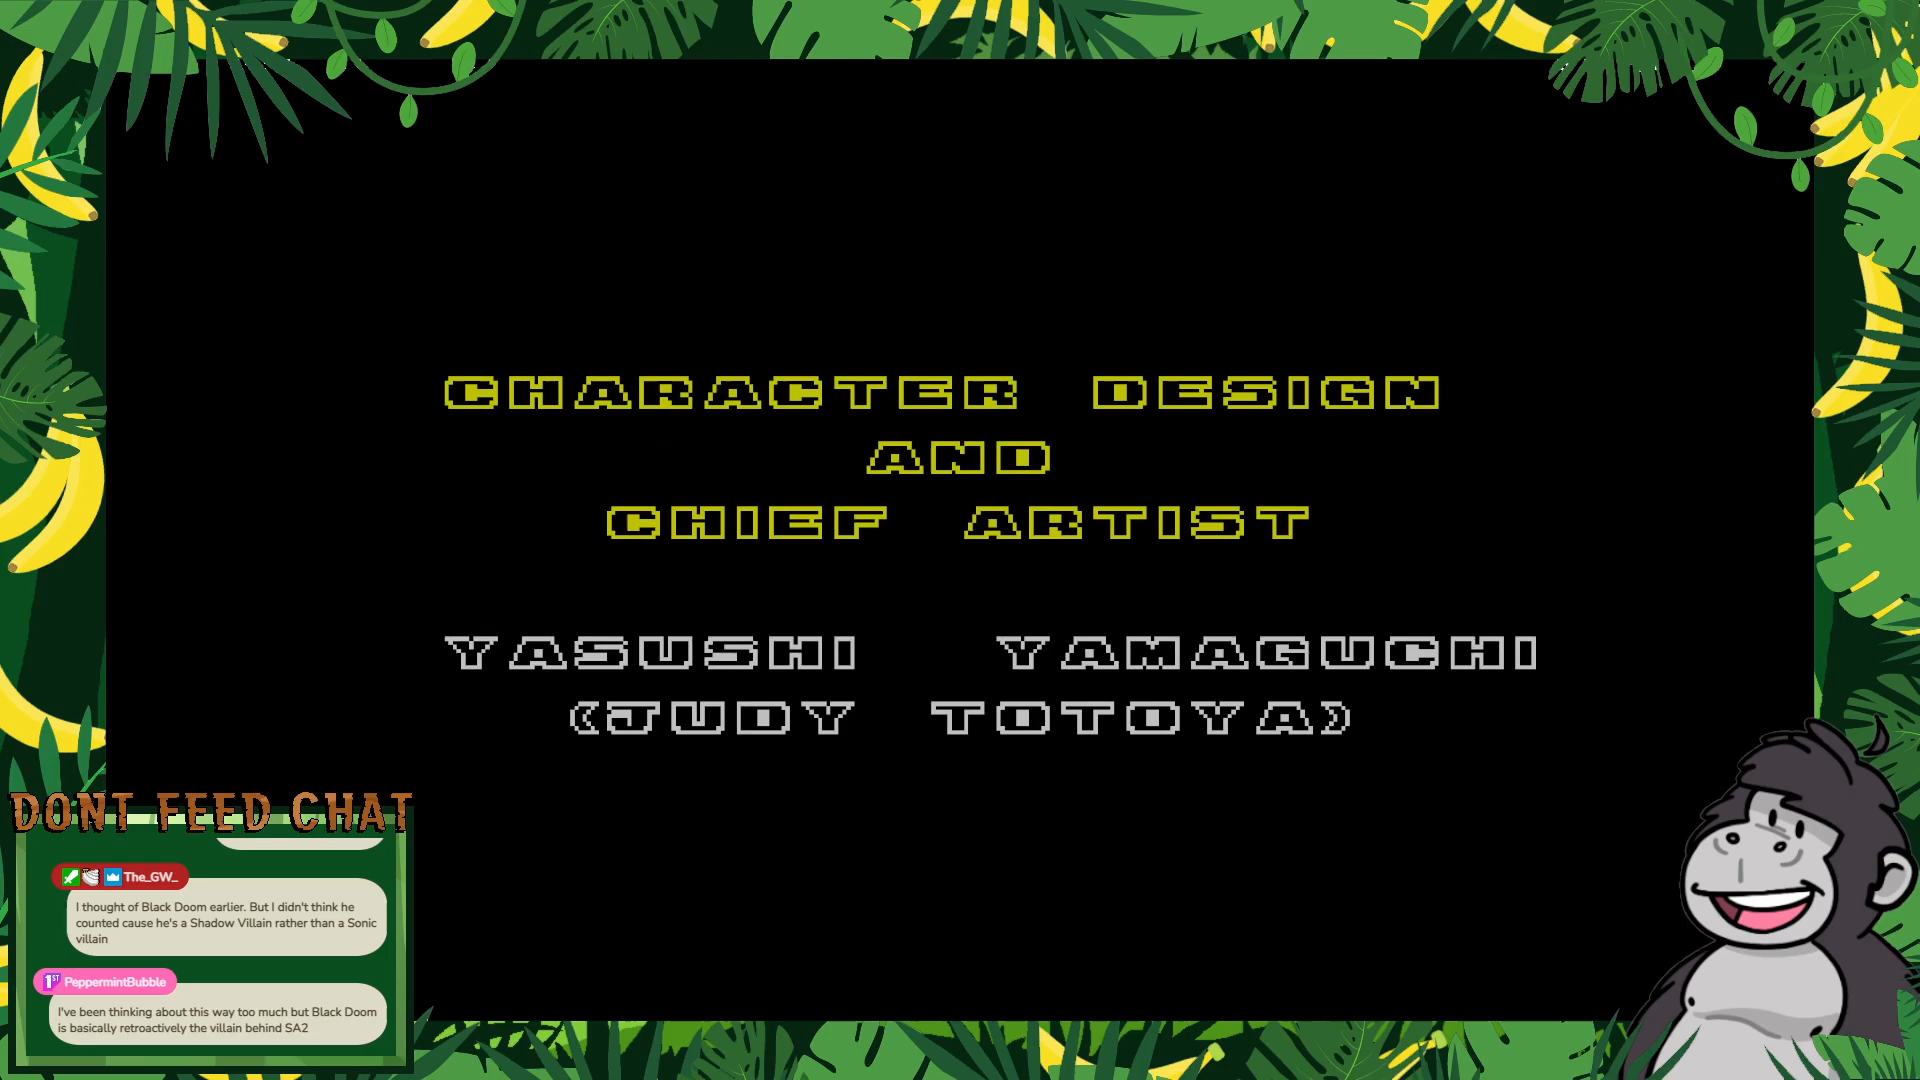 CHARACTER DESIGN
AND
CHIEF ARTIST
YASUSHI YAMAGUCHI
(JUDY TOTOYA)
DONT FEED CHAT
The_GW_
I thought of Black Doom earlier. But I didn't think he
counted cause he's a Shadow Villain rather than a Sonic
villain
1ST PeppermintBubble
I've been thinking about this way too much but Black Doom
is basically retroactively the villain behind SA2